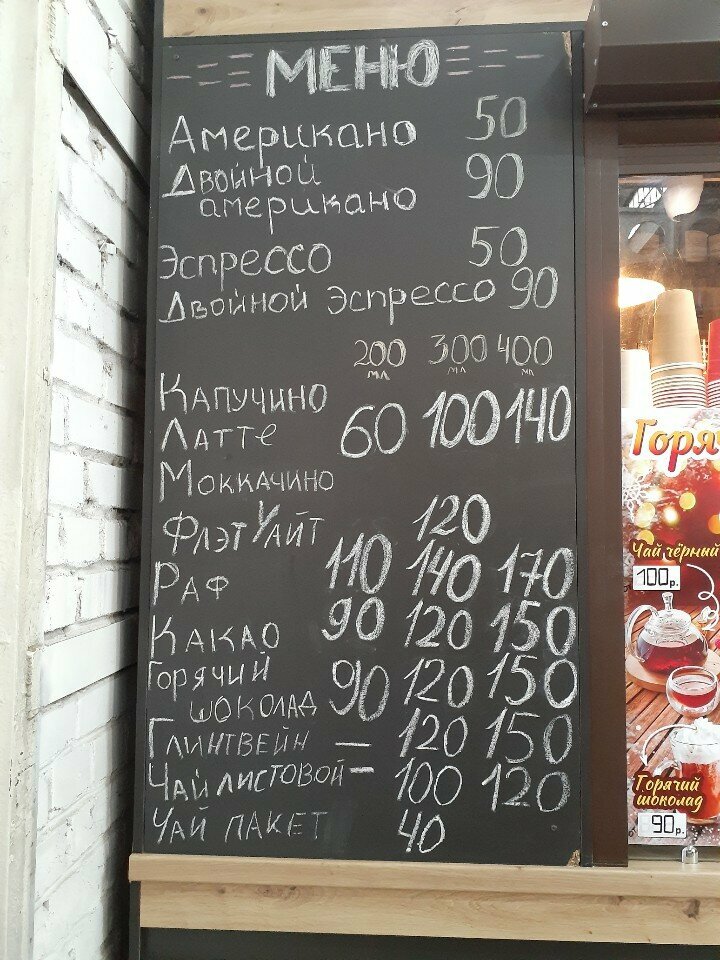 МЕНЮ
Американо 50
Двойной
американо 90
Эспрессо 50
Двойной эспрессо 90
200 300 400
мл мл мл
Капучино
Латте 60 100 140
Моккачино
Флэт Уайт 120
Раф 110 140 170
Какао 90 120 150
Горячий
шоколад 90 120 150
Глинтвейн — 120 150
Чай листовой — 100 120
Чай пакет 40
Горя
Чай чёрный
100р.
Горячий
шоколад
90р.